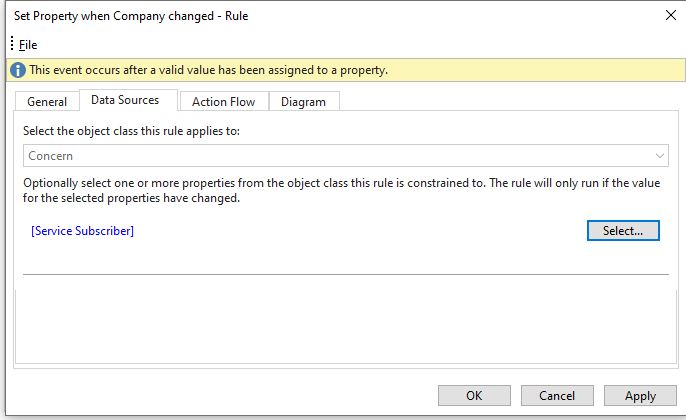 Set Property when Company changed - Rule
File
This event occurs after a valid value has been assigned to a property.
General Data Sources Action Flow Diagram
Select the object class this rule applies to:
Concern
Optionally select one or more properties from the object class this rule is constrained to. The rule will only run if the value
for the selected properties have changed.
[Service Subscriber] Select...
OK Cancel Apply